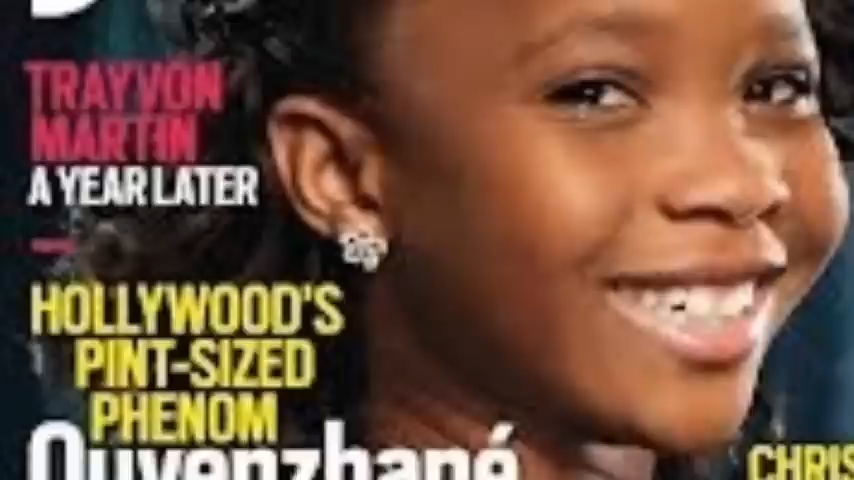 TRAYVON
MARTIN
A YEAR LATER
HOLLYWOOD'S
PINT-SIZED
PHENOM
Quvenzhané
CHRIS